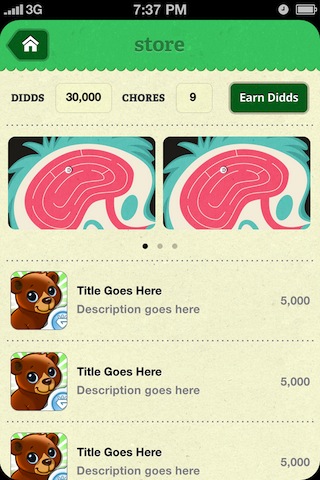 3G 7:37 PM
store
DIDDS 30,000 CHORES 9 Earn Didds
Title Goes Here
Description goes here 5,000
Title Goes Here
Description goes here 5,000
Title Goes Here
Description goes here 5,000